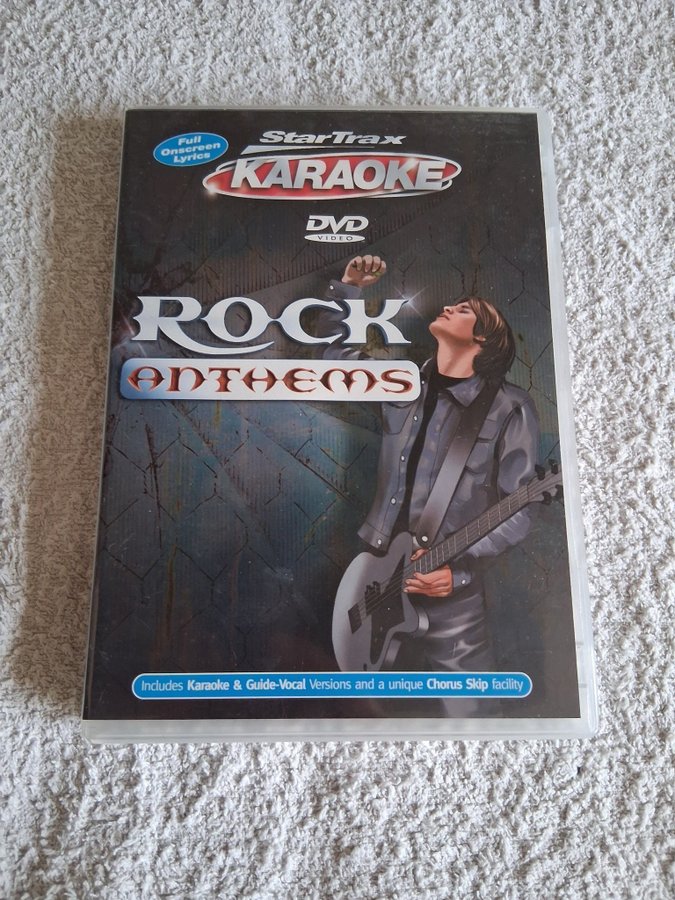 Full
Onscreen
Lyrics
StarTrax
KARAOKE
DVD
VIDEO
ROCK
ANTHEMS
Includes Karaoke & Guide-Vocal Versions and a unique Chorus Skip facility